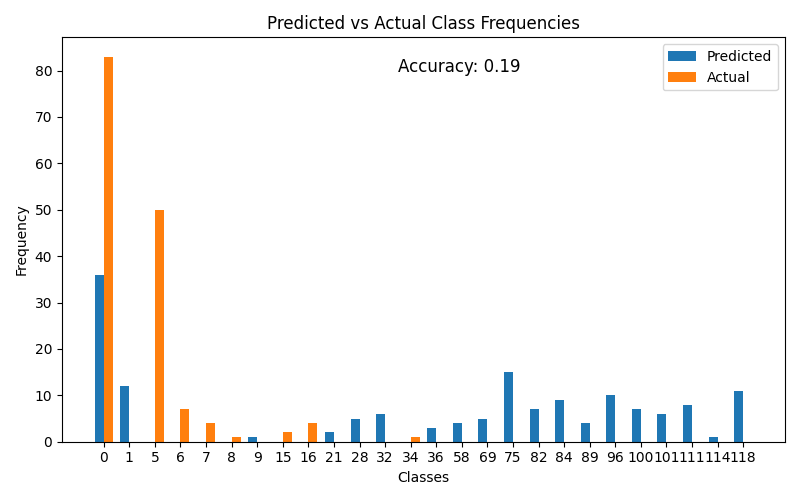 Predicted vs Actual Class Frequencies
Accuracy: 0.19
Predicted
Actual
Frequency
80
70
60
50
40
30
20
10
0
0 1 5 6 7 8 9 15 16 21 28 32 34 36 58 69 75 82 84 89 96 100 101 111 114 118
Classes